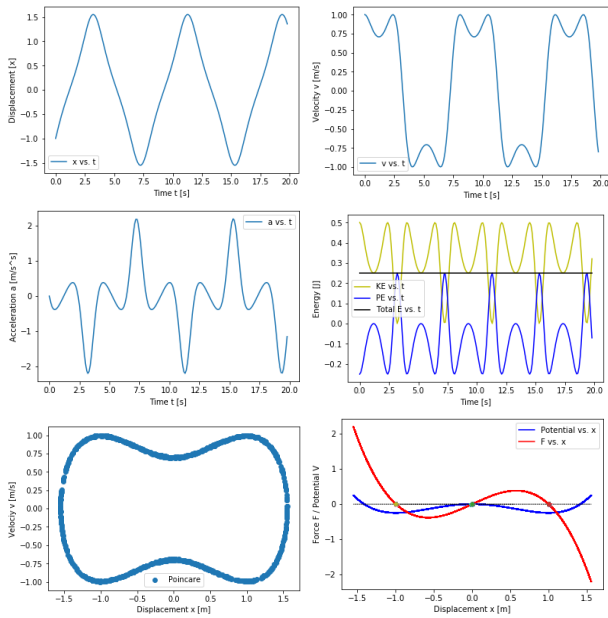 1.5
1.0
0.5
0.0
-0.5
-1.0
-1.5
Displacement [x]
x vs. t
0.0 2.5 5.0 7.5 10.0 12.5 15.0 17.5 20.0
Time t [s]
1.00
0.75
0.50
0.25
0.00
-0.25
-0.50
-0.75
-1.00
Velocity v [m/s]
v vs. t
0.0 2.5 5.0 7.5 10.0 12.5 15.0 17.5 20.0
Time t [s]
2
1
0
-1
-2
Acceleration a [m/s^s]
a vs. t
0.0 2.5 5.0 7.5 10.0 12.5 15.0 17.5 20.0
Time t [s]
0.5
0.4
0.3
0.2
0.1
0.0
-0.1
-0.2
Energy [J]
KE vs. t
PE vs. t
Total E vs. t
0.0 2.5 5.0 7.5 10.0 12.5 15.0 17.5 20.0
Time [s]
1.00
0.75
0.50
0.25
0.00
-0.25
-0.50
-0.75
-1.00
Velociy v [m/s]
Poincare
-1.5 -1.0 -0.5 0.0 0.5 1.0 1.5
Displacement x [m]
2
1
0
-1
-2
Force F / Potential V
Potential vs. x
F vs. x
-1.5 -1.0 -0.5 0.0 0.5 1.0 1.5
Displacement x [m]